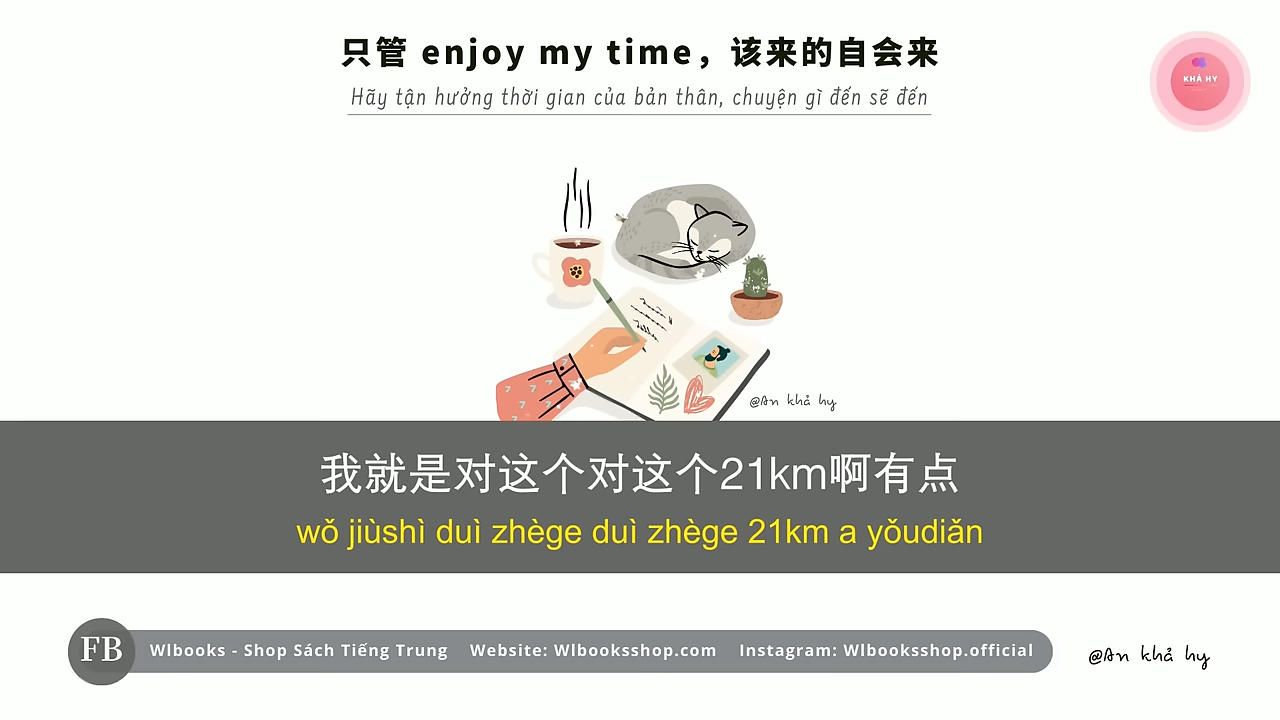 只管 enjoy my time，该来的自会来
Hãy tận hưởng thời gian của bản thân, chuyện gì đến sẽ đến
KHẢ HY
@An khả hy
我就是对这个对这个21km啊有点
wǒ jiùshì duì zhège duì zhège 21km a yǒudiǎn
FB
Wlbooks - Shop Sách Tiếng Trung Website: Wlbooksshop.com Instagram: Wlbooksshop.official
@An khả hy